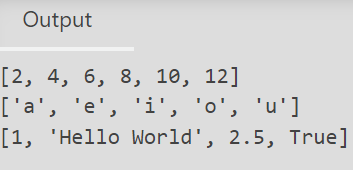 Output
[2, 4, 6, 8, 10, 12]
['a', 'e', 'i', 'o', 'u']
[1, 'Hello World', 2.5, True]